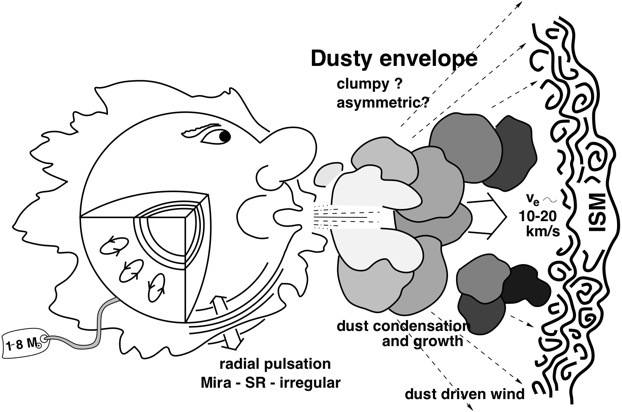 Dusty envelope
clumpy ?
asymmetric?
v e ~
10-20
km/s
ISM
1-8 M⊙
dust condensation
and growth
radial pulsation
Mira - SR - irregular
dust driven wind